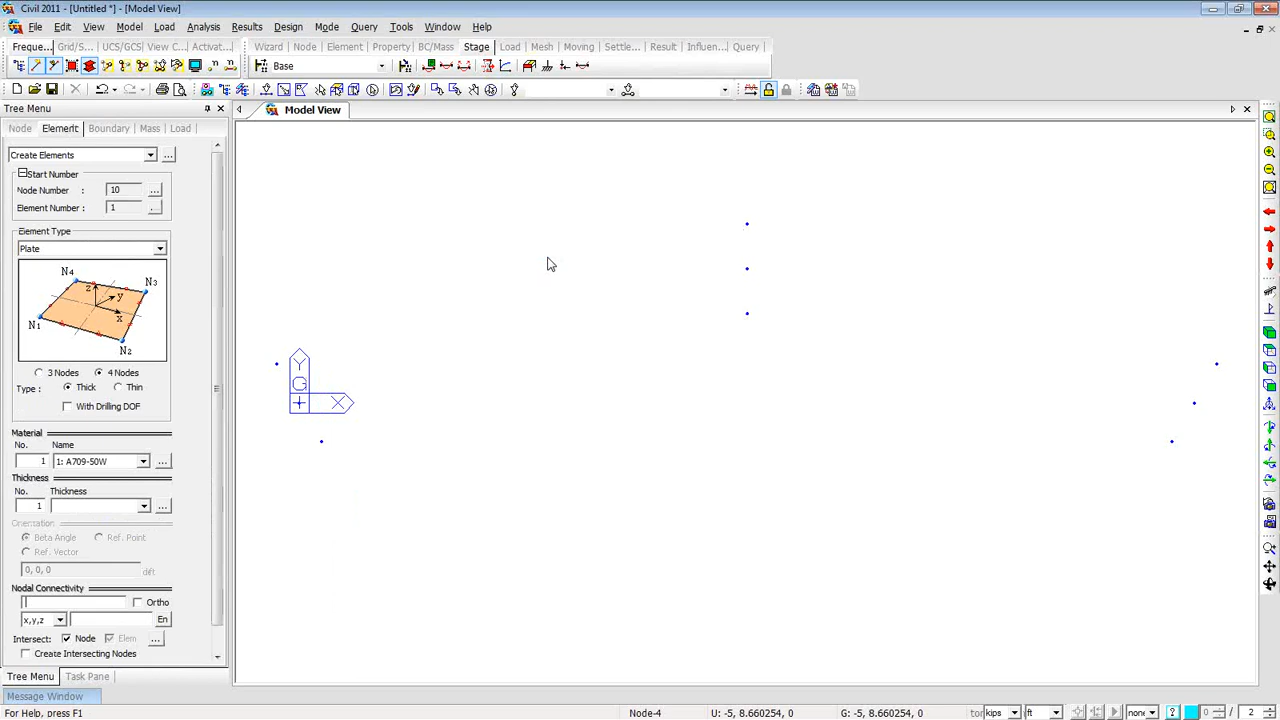 Civil 2011 - [Untitled *] - [Model View]
File Edit View Model Load Analysis Results Design Mode Query Tools Window Help
Freque... Grid/S... UCS/GCS View C... Activat... Wizard Node Element Property BC/Mass Stage Load Mesh Moving Settle... Result Influen... Query
Base
Tree Menu
Model View
Node Element Boundary Mass Load
Create Elements
Start Number
Node Number : 10
Element Number : 1
Element Type
Plate
N4 N3 N1 N2 z y x
3 Nodes 4 Nodes
Type : Thick Thin
With Drilling DOF
Material
No. Name
1 1: A709-50W
Thickness
No. Thickness
1
Orientation
Beta Angle Ref. Point
Ref. Vector
0, 0, 0
Nodal Connectivity
Ortho
x,y,z En
Intersect: Node Elem
Create Intersecting Nodes
Tree Menu Task Pane
Message Window
Y
G
X
For Help, press F1 Node-4 U: -5, 8.660254, 0 G: -5, 8.660254, 0 kips ft none ? 0 / 2